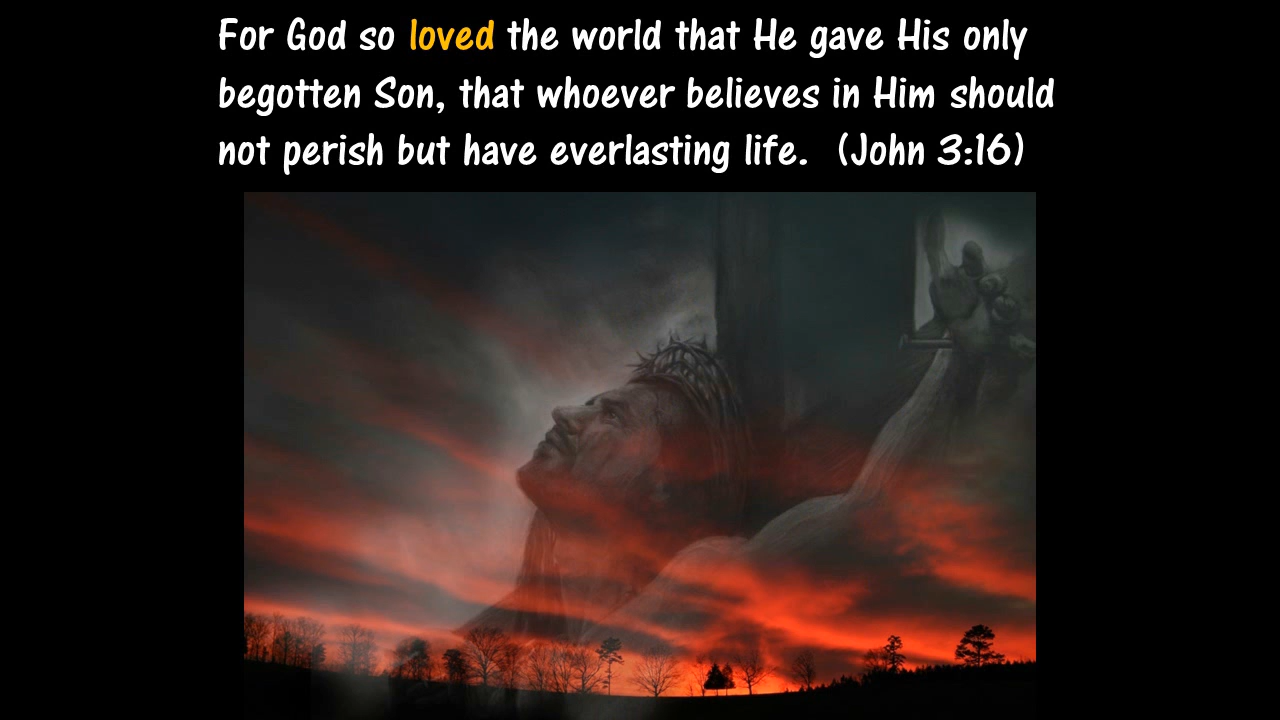 For God so loved the world that He gave His only
begotten Son, that whoever believes in Him should
not perish but have everlasting life.  (John 3:16)